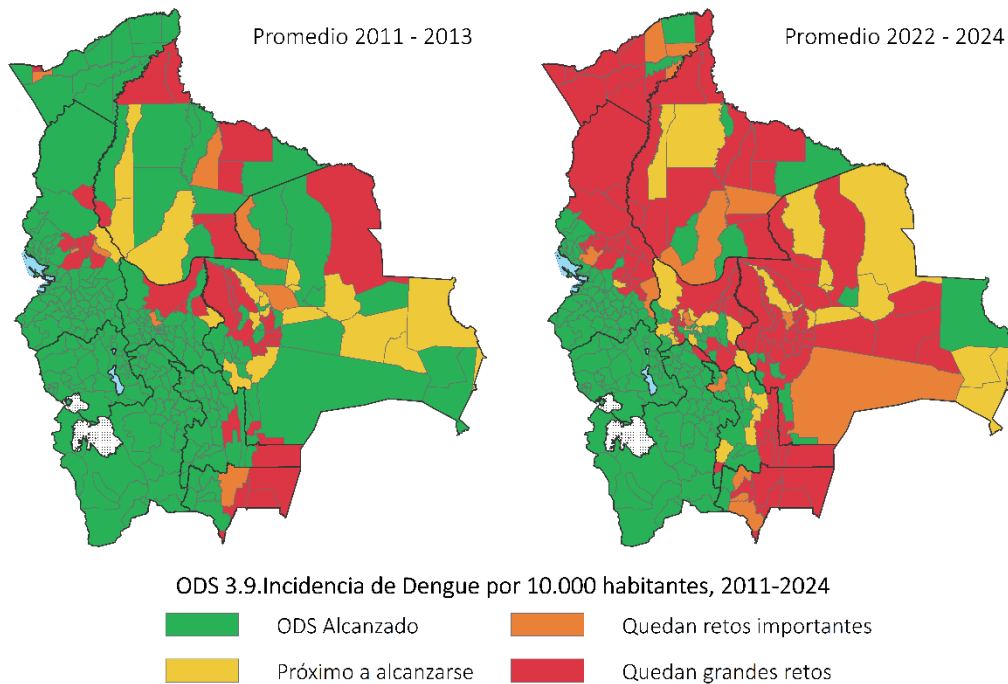 Promedio 2011 - 2013
Promedio 2022 - 2024
ODS 3.9.Incidencia de Dengue por 10.000 habitantes, 2011-2024
ODS Alcanzado
Quedan retos importantes
Próximo a alcanzarse
Quedan grandes retos